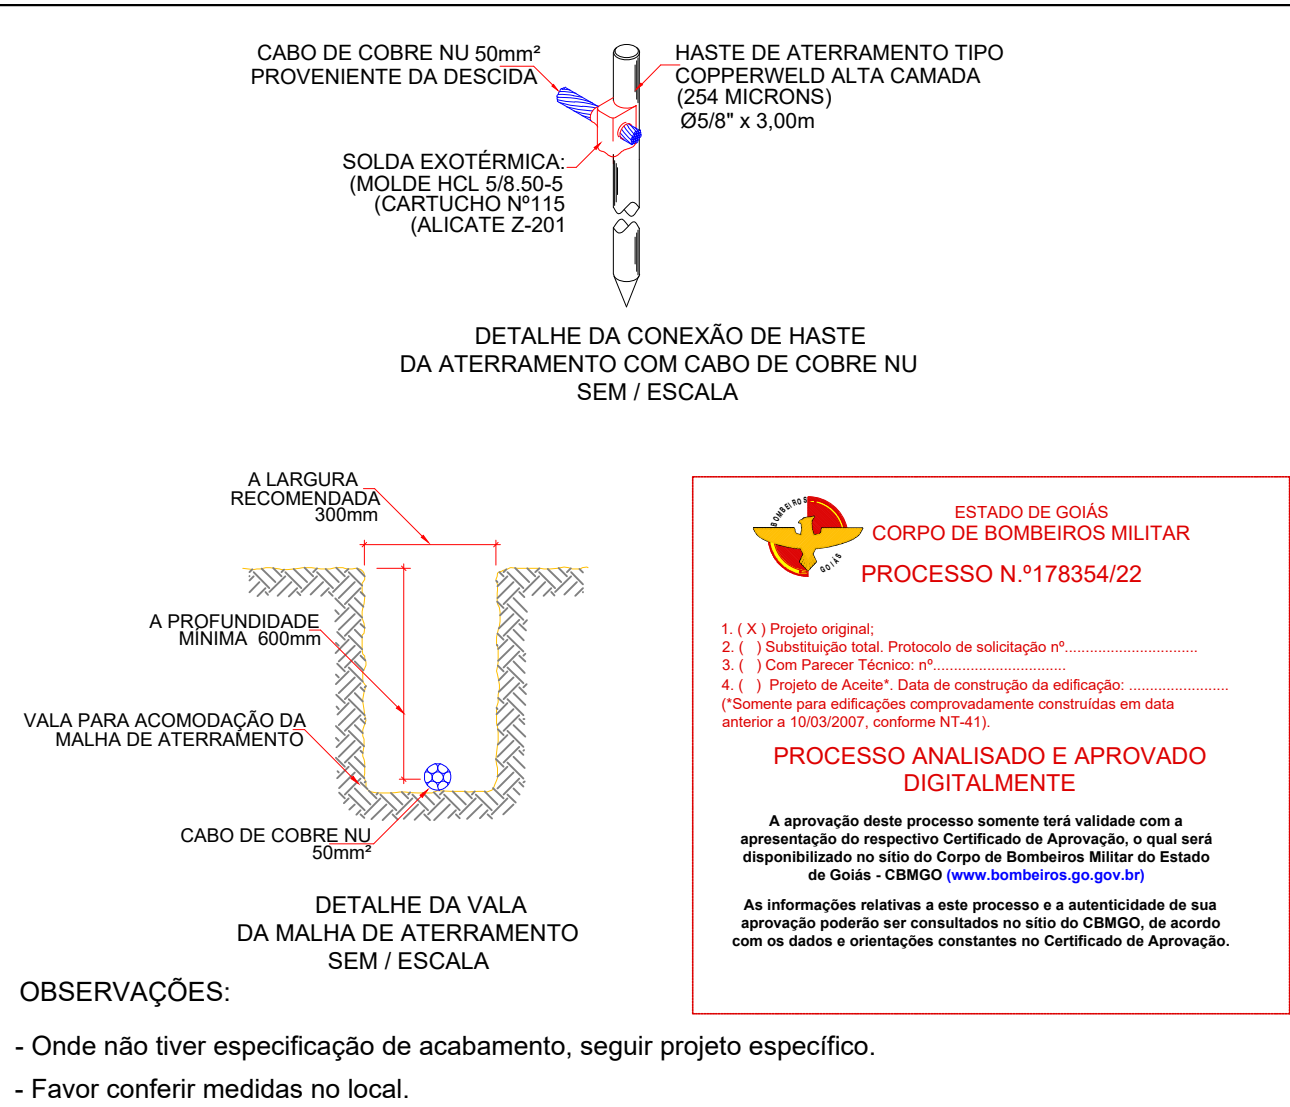 CABO DE COBRE NU 50mm²
PROVENIENTE DA DESCIDA
HASTE DE ATERRAMENTO TIPO
COPPERWELD ALTA CAMADA
(254 MICRONS)
Ø5/8" x 3,00m
SOLDA EXOTÉRMICA:
(MOLDE HCL 5/8.50-5
(CARTUCHO Nº115
(ALICATE Z-201
DETALHE DA CONEXÃO DE HASTE
DA ATERRAMENTO COM CABO DE COBRE NU
SEM / ESCALA
A LARGURA
RECOMENDADA
300mm
A PROFUNDIDADE
MÍNIMA 600mm
VALA PARA ACOMODAÇÃO DA
MALHA DE ATERRAMENTO
CABO DE COBRE NU
50mm²
DETALHE DA VALA
DA MALHA DE ATERRAMENTO
SEM / ESCALA
BOMBEIROS
GOIÁS
ESTADO DE GOIÁS
CORPO DE BOMBEIROS MILITAR
PROCESSO N.º178354/22
1. ( X ) Projeto original;
2. (   ) Substituição total. Protocolo de solicitação nº................................
3. (   ) Com Parecer Técnico: nº................................
4. (   )  Projeto de Aceite*. Data de construção da edificação: ........................
(*Somente para edificações comprovadamente construídas em data
anterior a 10/03/2007, conforme NT-41).
PROCESSO ANALISADO E APROVADO
DIGITALMENTE
A aprovação deste processo somente terá validade com a
apresentação do respectivo Certificado de Aprovação, o qual será
disponibilizado no sítio do Corpo de Bombeiros Militar do Estado
de Goiás - CBMGO (www.bombeiros.go.gov.br)
As informações relativas a este processo e a autenticidade de sua
aprovação poderão ser consultados no sítio do CBMGO, de acordo
com os dados e orientações constantes no Certificado de Aprovação.
OBSERVAÇÕES:
- Onde não tiver especificação de acabamento, seguir projeto específico.
- Favor conferir medidas no local.